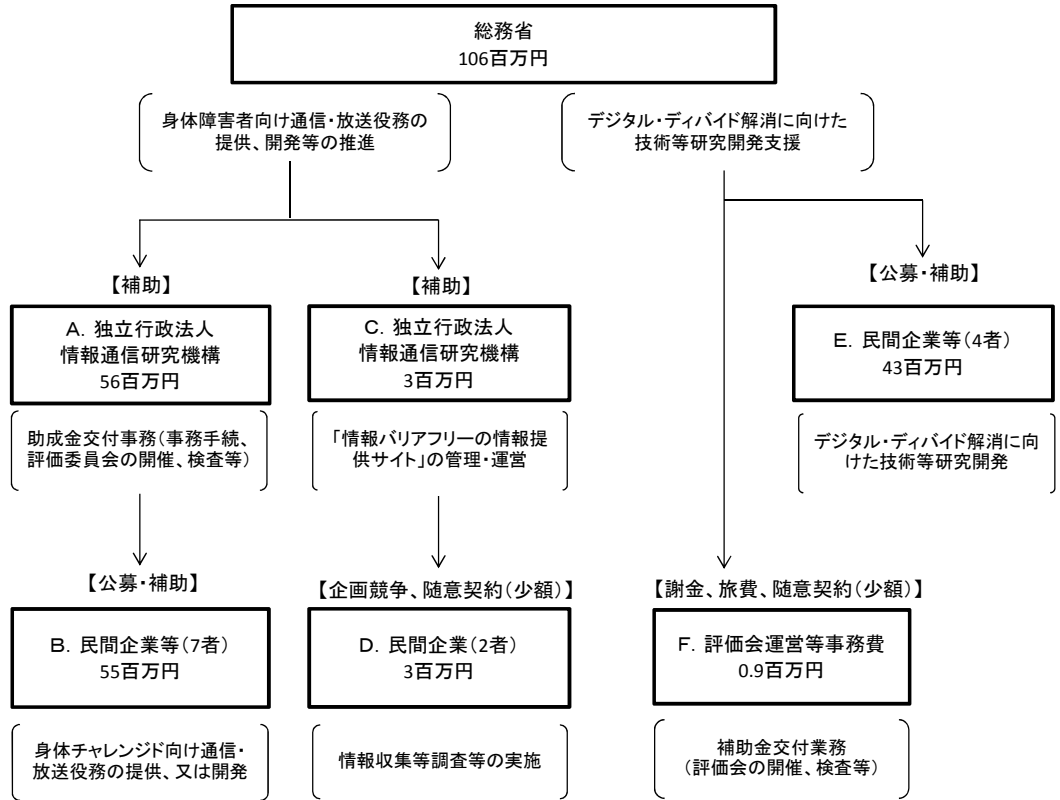 総務省
106百万円
身体障害者向け通信・放送役務の
提供、開発等の推進
デジタル・ディバイド解消に向けた
技術等研究開発支援
【補助】
A. 独立行政法人
情報通信研究機構
56百万円
助成金交付事務(事務手続、
評価委員会の開催、検査等)
【補助】
C. 独立行政法人
情報通信研究機構
3百万円
「情報バリアフリーの情報提
供サイト」の管理・運営
【公募・補助】
E. 民間企業等(4者)
43百万円
デジタル・ディバイド解消に向
けた技術等研究開発
【公募・補助】
B. 民間企業等(7者)
55百万円
身体チャレンジド向け通信・
放送役務の提供、又は開発
【企画競争、随意契約(少額)】
D. 民間企業(2者)
3百万円
情報収集等調査等の実施
【謝金、旅費、随意契約(少額)】
F. 評価会運営等事務費
0.9百万円
補助金交付業務
(評価会の開催、検査等)